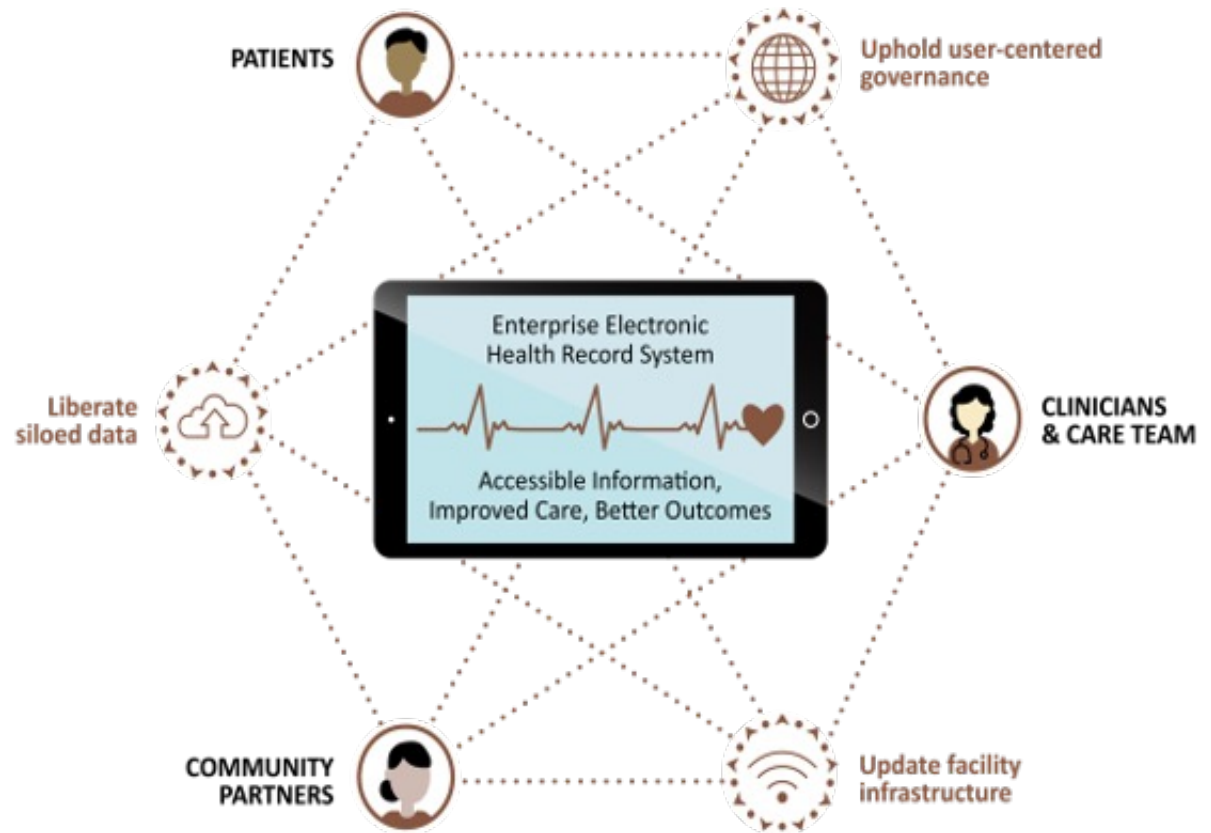 PATIENTS
Uphold user-centered
governance
Enterprise Electronic
Health Record System
Liberate
siloed data
CLINICIANS
& CARE TEAM
Accessible Information,
Improved Care, Better Outcomes
COMMUNITY
PARTNERS
Update facility
infrastructure